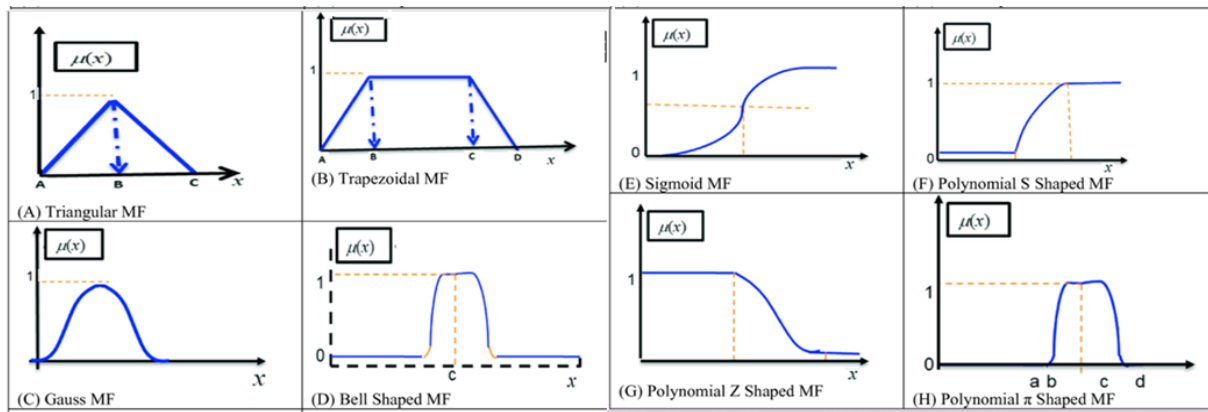 μ(x)
1
A B C x
(A) Triangular MF
μ(x)
1
A B C D x
(B) Trapezoidal MF
μ(x)
1
0
x
(E) Sigmoid MF
μ(x)
1
0
x
(F) Polynomial S Shaped MF
μ(x)
1
x
(C) Gauss MF
μ(x)
1
0
c x
(D) Bell Shaped MF
μ(x)
1
0
x
(G) Polynomial Z Shaped MF
μ(x)
1
0
a b c d
(H) Polynomial π Shaped MF